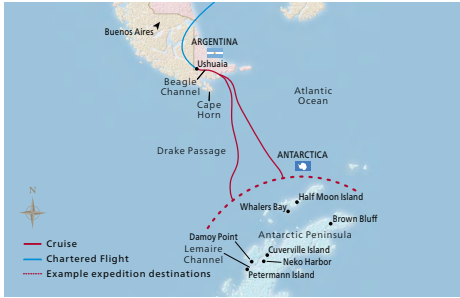 Buenos Aires
ARGENTINA
Ushuaia
Beagle
Channel
Cape
Horn
Atlantic
Ocean
Drake Passage
ANTARCTICA
Half Moon Island
Whalers Bay
Brown Bluff
Antarctic Peninsula
Damoy Point
Lemaire
Channel
Cuverville Island
Neko Harbor
Petermann Island
N
Cruise
Chartered Flight
Example expedition destinations